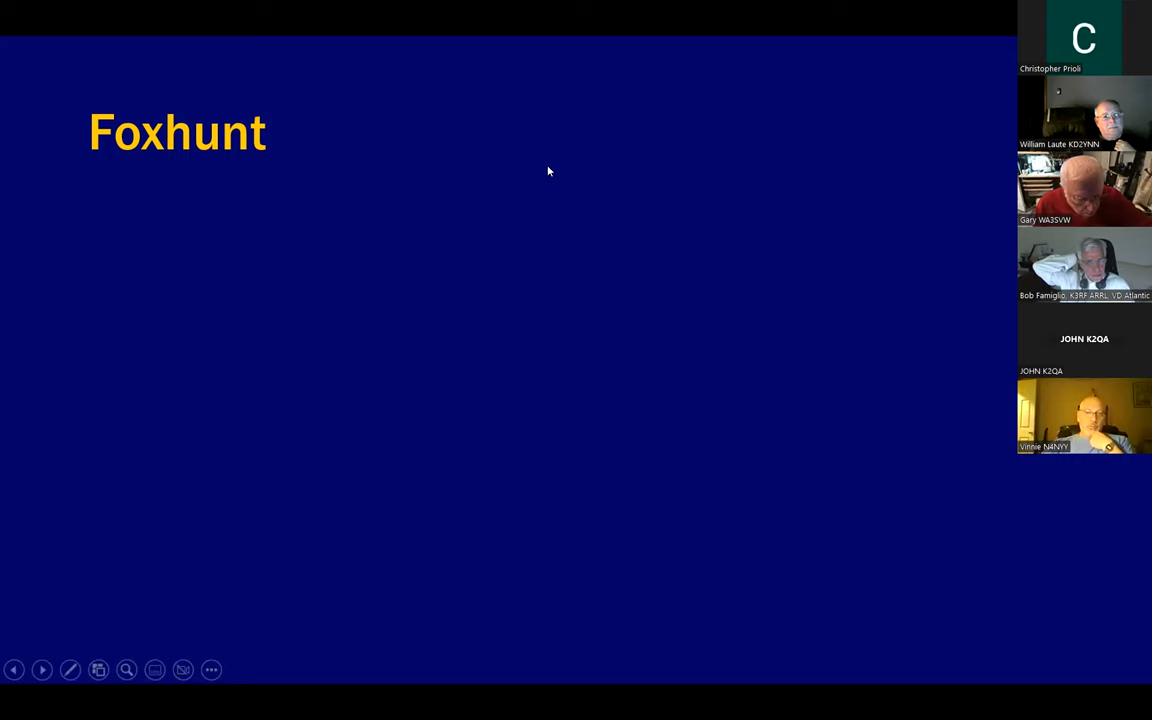 Foxhunt
C
Christopher Prioli
William Laute KD2YNN
Gary WA3SVW
Bob Famiglio, K3RF ARRL, VD Atlantic
JOHN K2QA
JOHN K2QA
Vinnie N4NYY